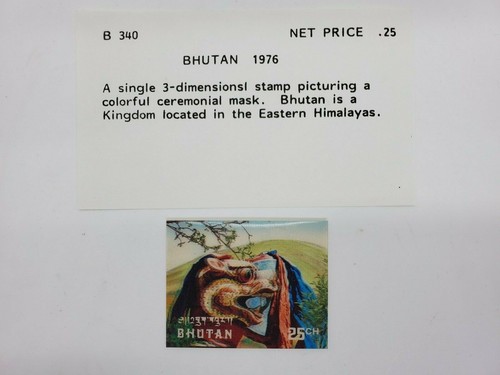 B 340 NET PRICE .25
BHUTAN 1976
A single 3-dimensionsl stamp picturing a
colorful ceremonial mask. Bhutan is a
Kingdom located in the Eastern Himalayas.
BHUTAN 25CH